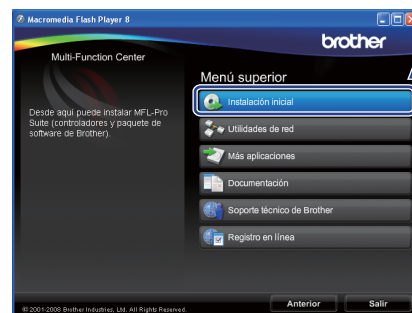 Macromedia Flash Player 8
brother
Multi-Function Center
Menú superior
Desde aquí puede instalar MFL-Pro
Suite (controladores y paquete de
software de Brother).
Instalación inicial
Utilidades de red
Más aplicaciones
Documentación
Soporte técnico de Brother
Registro en línea
© 2001-2008 Brother Industries, Ltd. All Rights Reserved.
Anterior
Salir